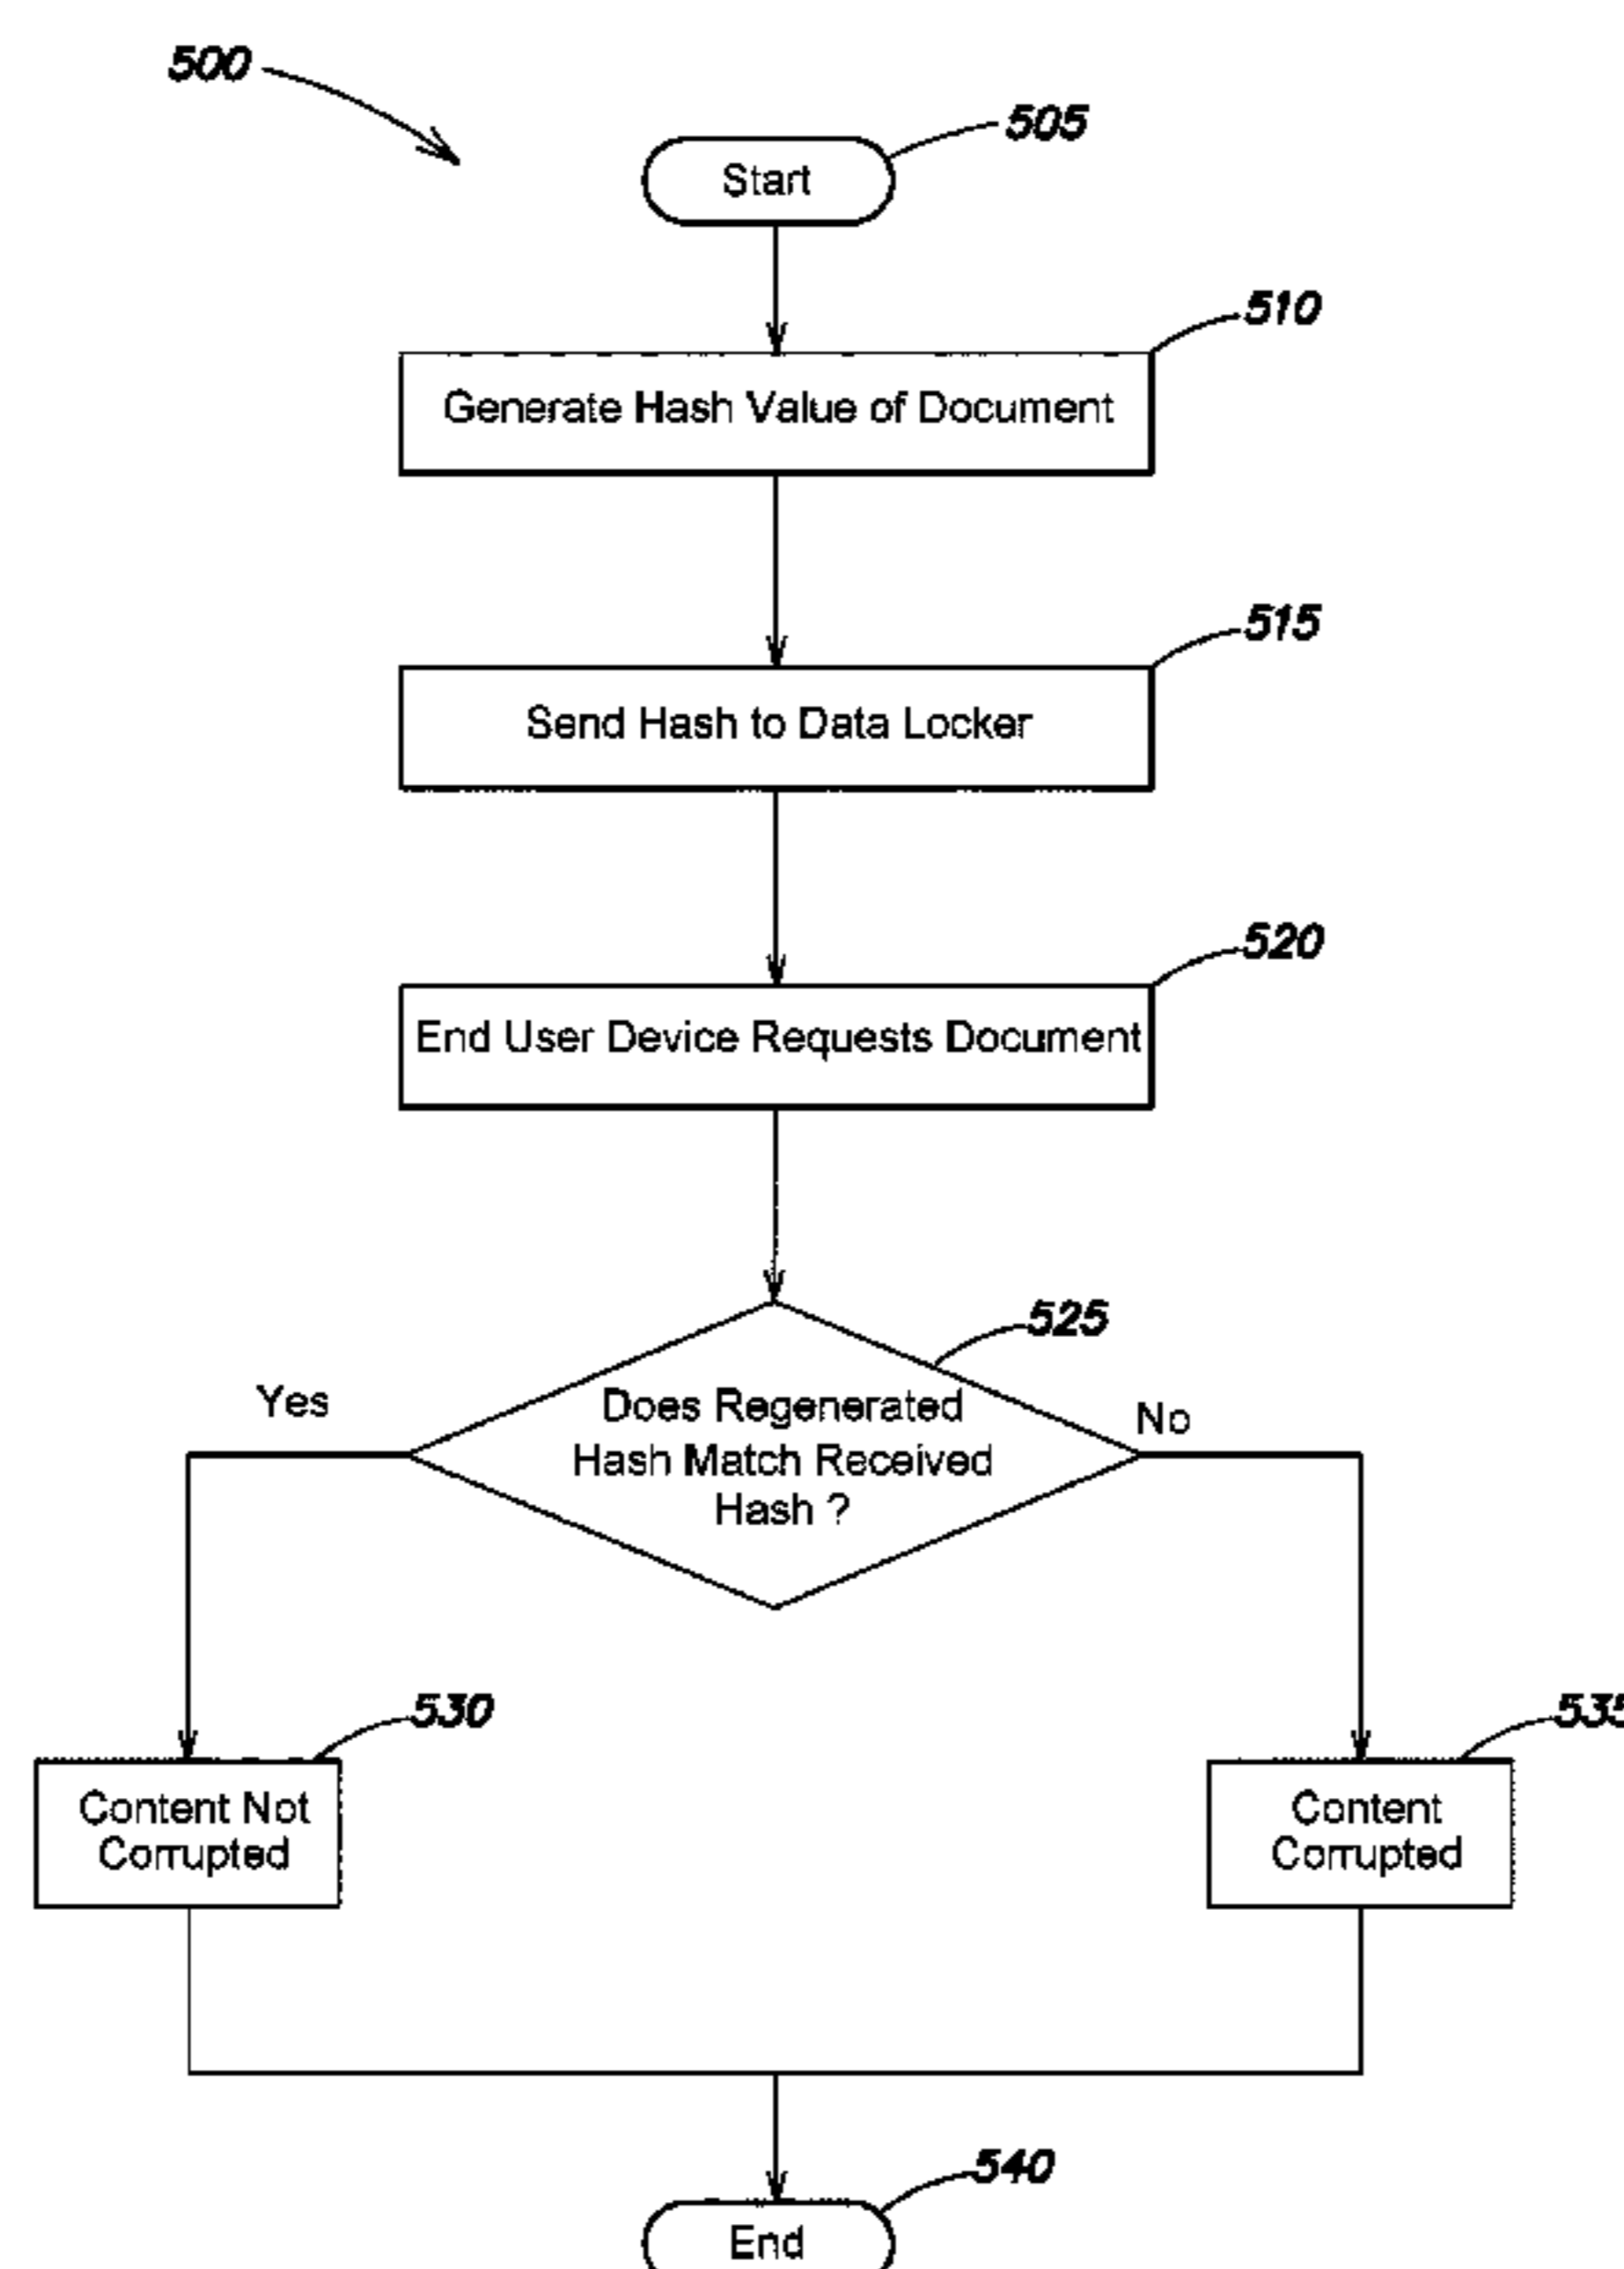 500
505
Start
510
Generate Hash Value of Document
515
Send Hash to Data Locker
520
End User Device Requests Document
525
Does Regenerated
Hash Match Received
Hash ?
Yes
No
530
535
Content Not
Corrupted
Content
Corrupted
540
End